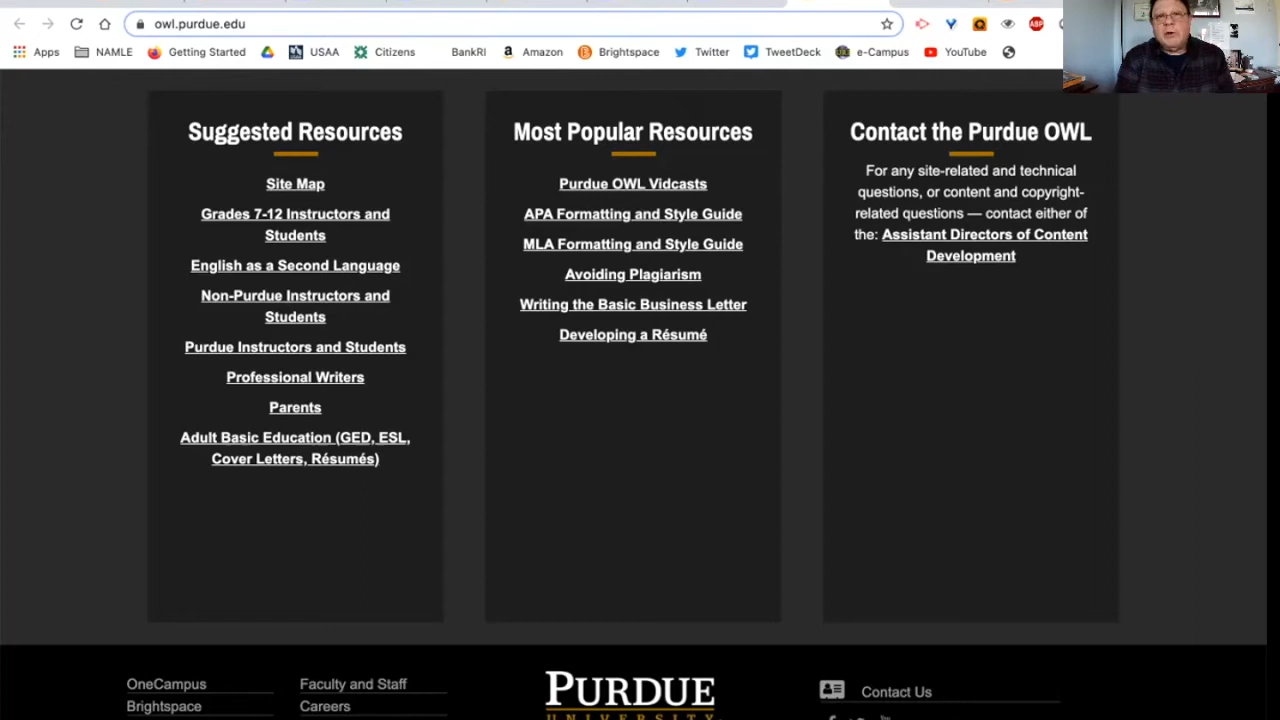 owl.purdue.edu
ABP
Apps
NAMLE
Getting Started
USAA
Citizens
BankRI
Amazon
Brightspace
Twitter
TweetDeck
e-Campus
YouTube
Suggested Resources
Site Map
Grades 7-12 Instructors and
Students
English as a Second Language
Non-Purdue Instructors and
Students
Purdue Instructors and Students
Professional Writers
Parents
Adult Basic Education (GED, ESL,
Cover Letters, Résumés)
Most Popular Resources
Purdue OWL Vidcasts
APA Formatting and Style Guide
MLA Formatting and Style Guide
Avoiding Plagiarism
Writing the Basic Business Letter
Developing a Résumé
Contact the Purdue OWL
For any site-related and technical
questions, or content and copyright-
related questions — contact either of
the: Assistant Directors of Content
Development
OneCampus
Brightspace
Faculty and Staff
Careers
PURDUE
UNIVERSITY
Contact Us